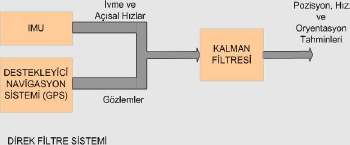 İvme ve
Açısal Hızlar
IMU
DESTEKLEYİCİ
NAVİGASYON
SİSTEMİ (GPS)
Gözlemler
KALMAN
FİLTRESİ
Pozisyon, Hız
ve
Oryentasyon
Tahminleri
DİREK FİLTRE SİSTEMİ